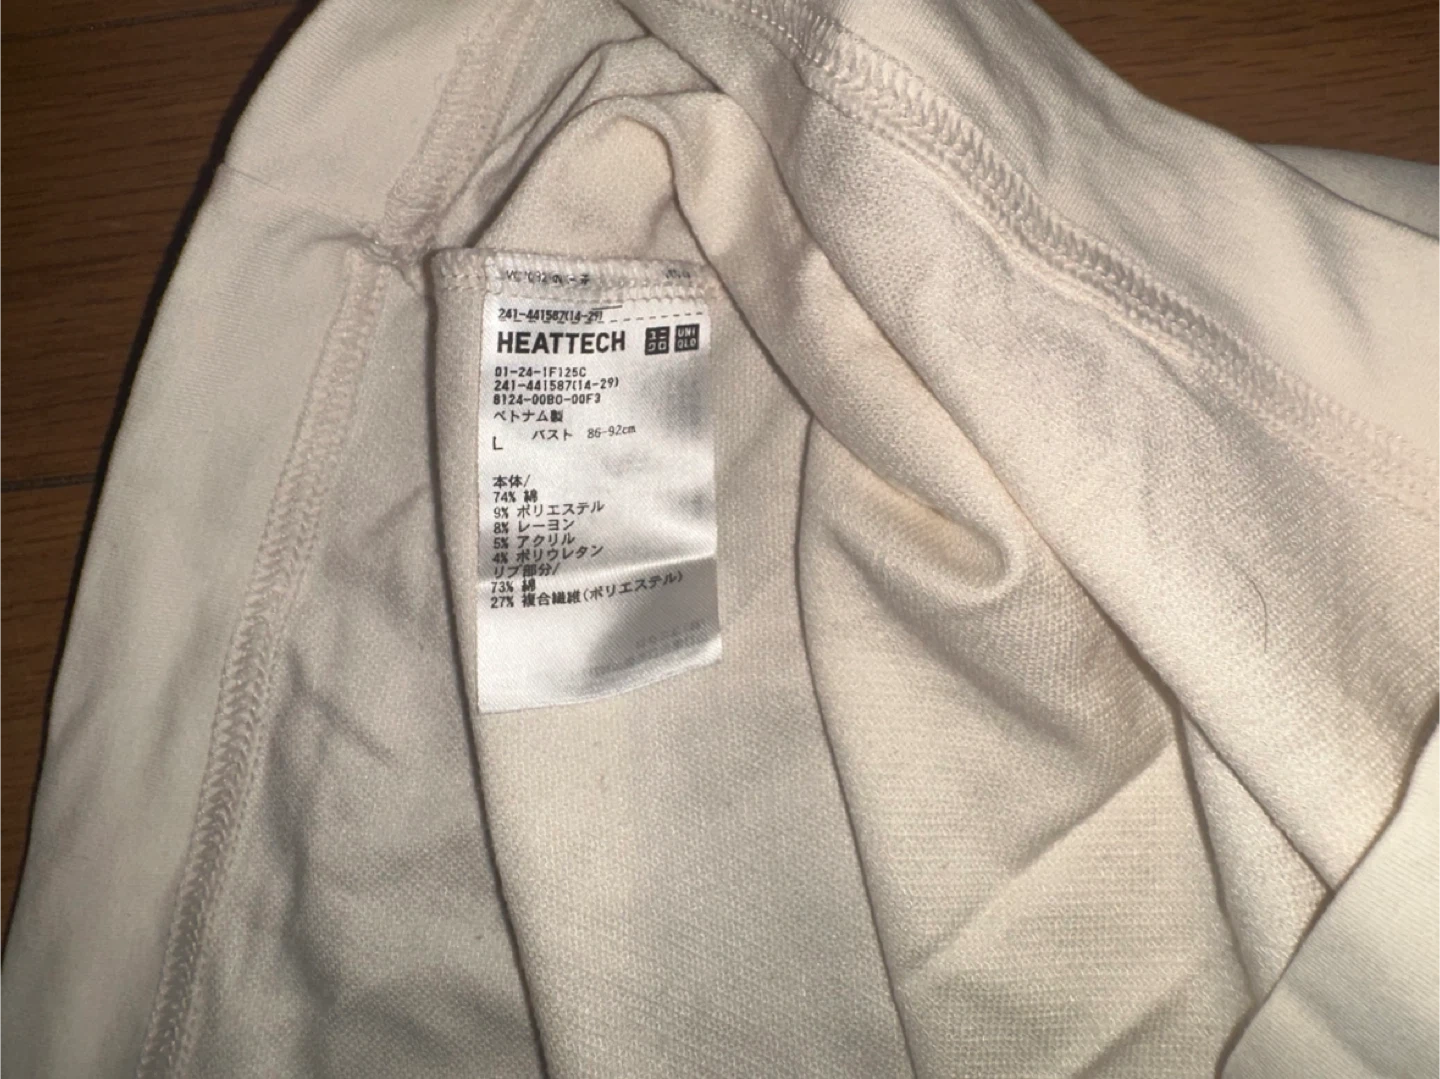 241-441587(14-29)
HEATTECH ユニクロ UNIQLO
01-24-1F125C
241-441587(14-29)
8124-00B0-00F3
ベトナム製
L バスト 86-92cm
本体/
74% 綿
9% ポリエステル
8% レーヨン
5% アクリル
4% ポリウレタン
リブ部分/
73% 綿
27% 複合繊維(ポリエステル)